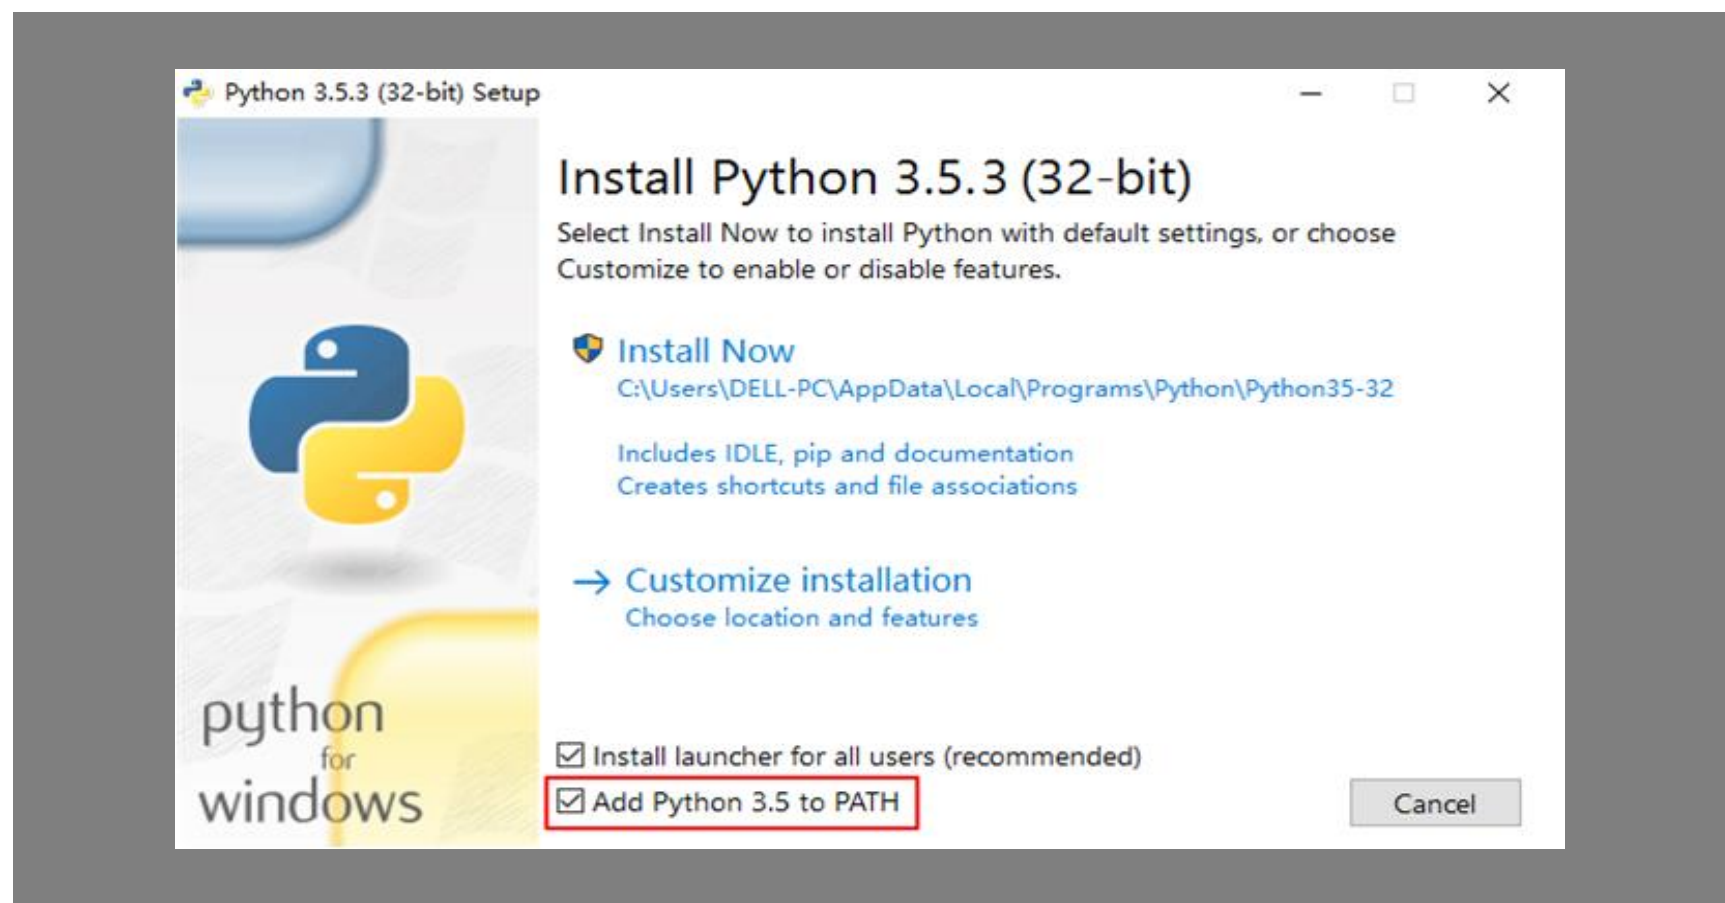 Python 3.5.3 (32-bit) Setup
Install Python 3.5.3 (32-bit)
Select Install Now to install Python with default settings, or choose
Customize to enable or disable features.
Install Now
C:\Users\DELL-PC\AppData\Local\Programs\Python\Python35-32
Includes IDLE, pip and documentation
Creates shortcuts and file associations
Customize installation
Choose location and features
python
for
windows
Install launcher for all users (recommended)
Add Python 3.5 to PATH
Cancel